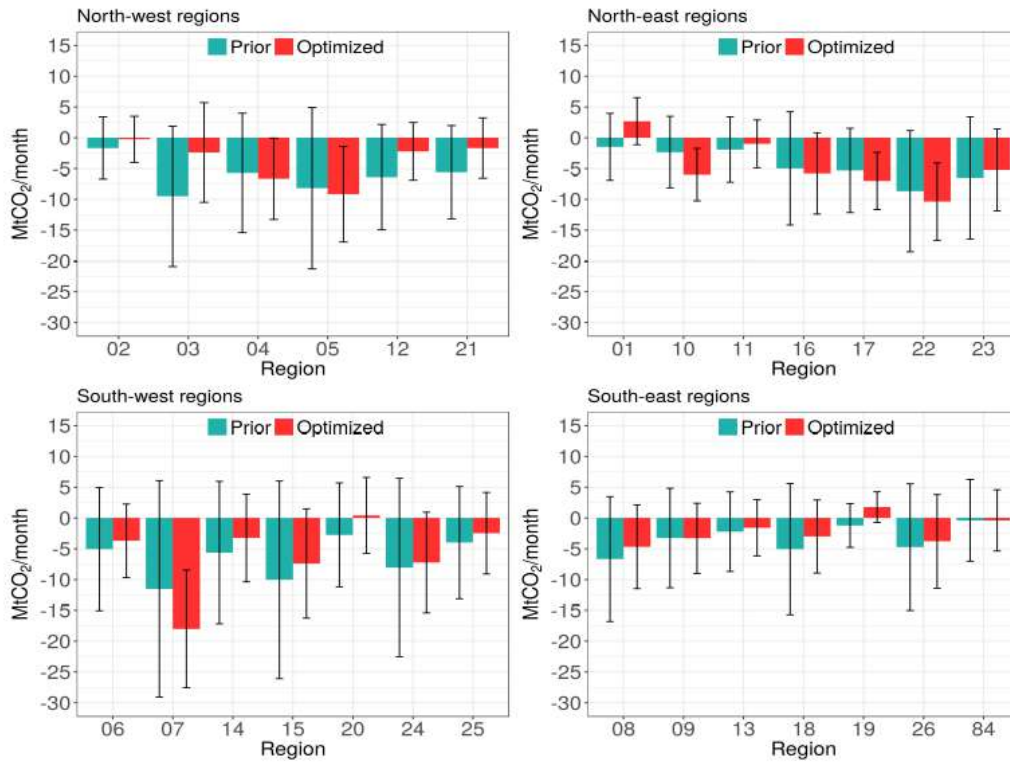 North-west regions
Prior Optimized
15
10
5
0
-5
-10
-15
-20
-25
-30
MtCO₂/month
02 03 04 05 12 21
Region
North-east regions
Prior Optimized
15
10
5
0
-5
-10
-15
-20
-25
-30
MtCO₂/month
01 10 11 16 17 22 23
Region
South-west regions
Prior Optimized
15
10
5
0
-5
-10
-15
-20
-25
-30
MtCO₂/month
06 07 14 15 20 24 25
Region
South-east regions
Prior Optimized
15
10
5
0
-5
-10
-15
-20
-25
-30
MtCO₂/month
08 09 13 18 19 26 84
Region